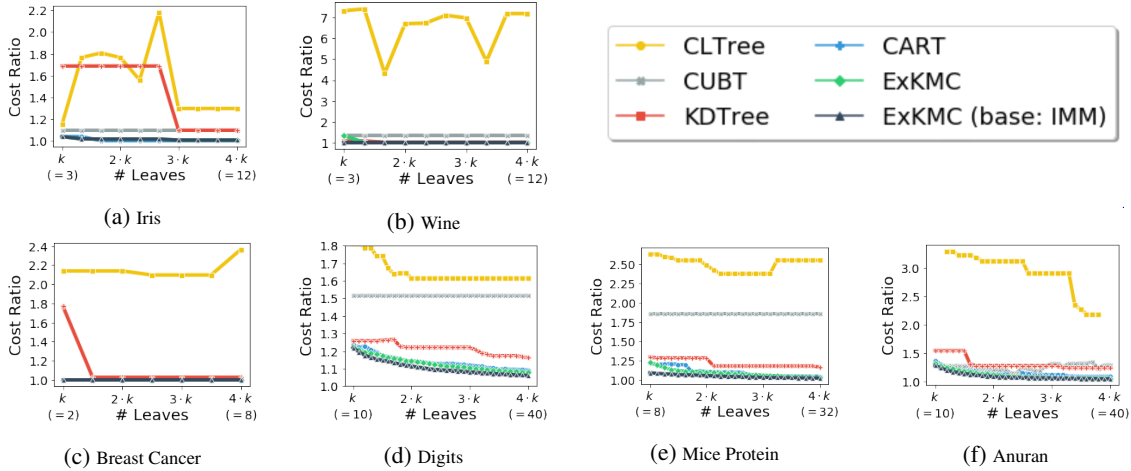 2.2
2.0
1.8
1.6
1.4
1.2
1.0
Cost Ratio
k 2·k 3·k 4·k
(=3) # Leaves (=12)
(a) Iris
7
6
5
4
3
2
1
Cost Ratio
k 2·k 3·k 4·k
(=3) # Leaves (=12)
(b) Wine
CLTree CART
CUBT ExKMC
KDTree ExKMC (base: IMM)
2.4
2.2
2.0
1.8
1.6
1.4
1.2
1.0
Cost Ratio
k 2·k 3·k 4·k
(=2) # Leaves (=8)
(c) Breast Cancer
1.8
1.7
1.6
1.5
1.4
1.3
1.2
1.1
1.0
Cost Ratio
k 2·k 3·k 4·k
(=10) # Leaves (=40)
(d) Digits
2.50
2.25
2.00
1.75
1.50
1.25
1.00
Cost Ratio
k 2·k 3·k 4·k
(=8) # Leaves (=32)
(e) Mice Protein
3.0
2.5
2.0
1.5
1.0
Cost Ratio
k 2·k 3·k 4·k
(=10) # Leaves (=40)
(f) Anuran